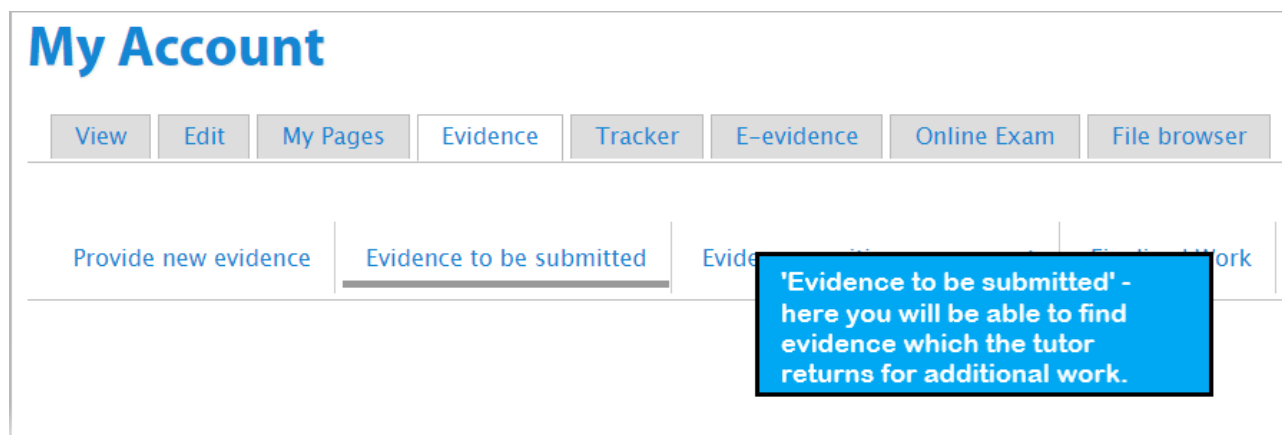 My Account
View Edit My Pages Evidence Tracker E-evidence Online Exam File browser
Provide new evidence Evidence to be submitted
'Evidence to be submitted' -
here you will be able to find
evidence which the tutor
returns for additional work.